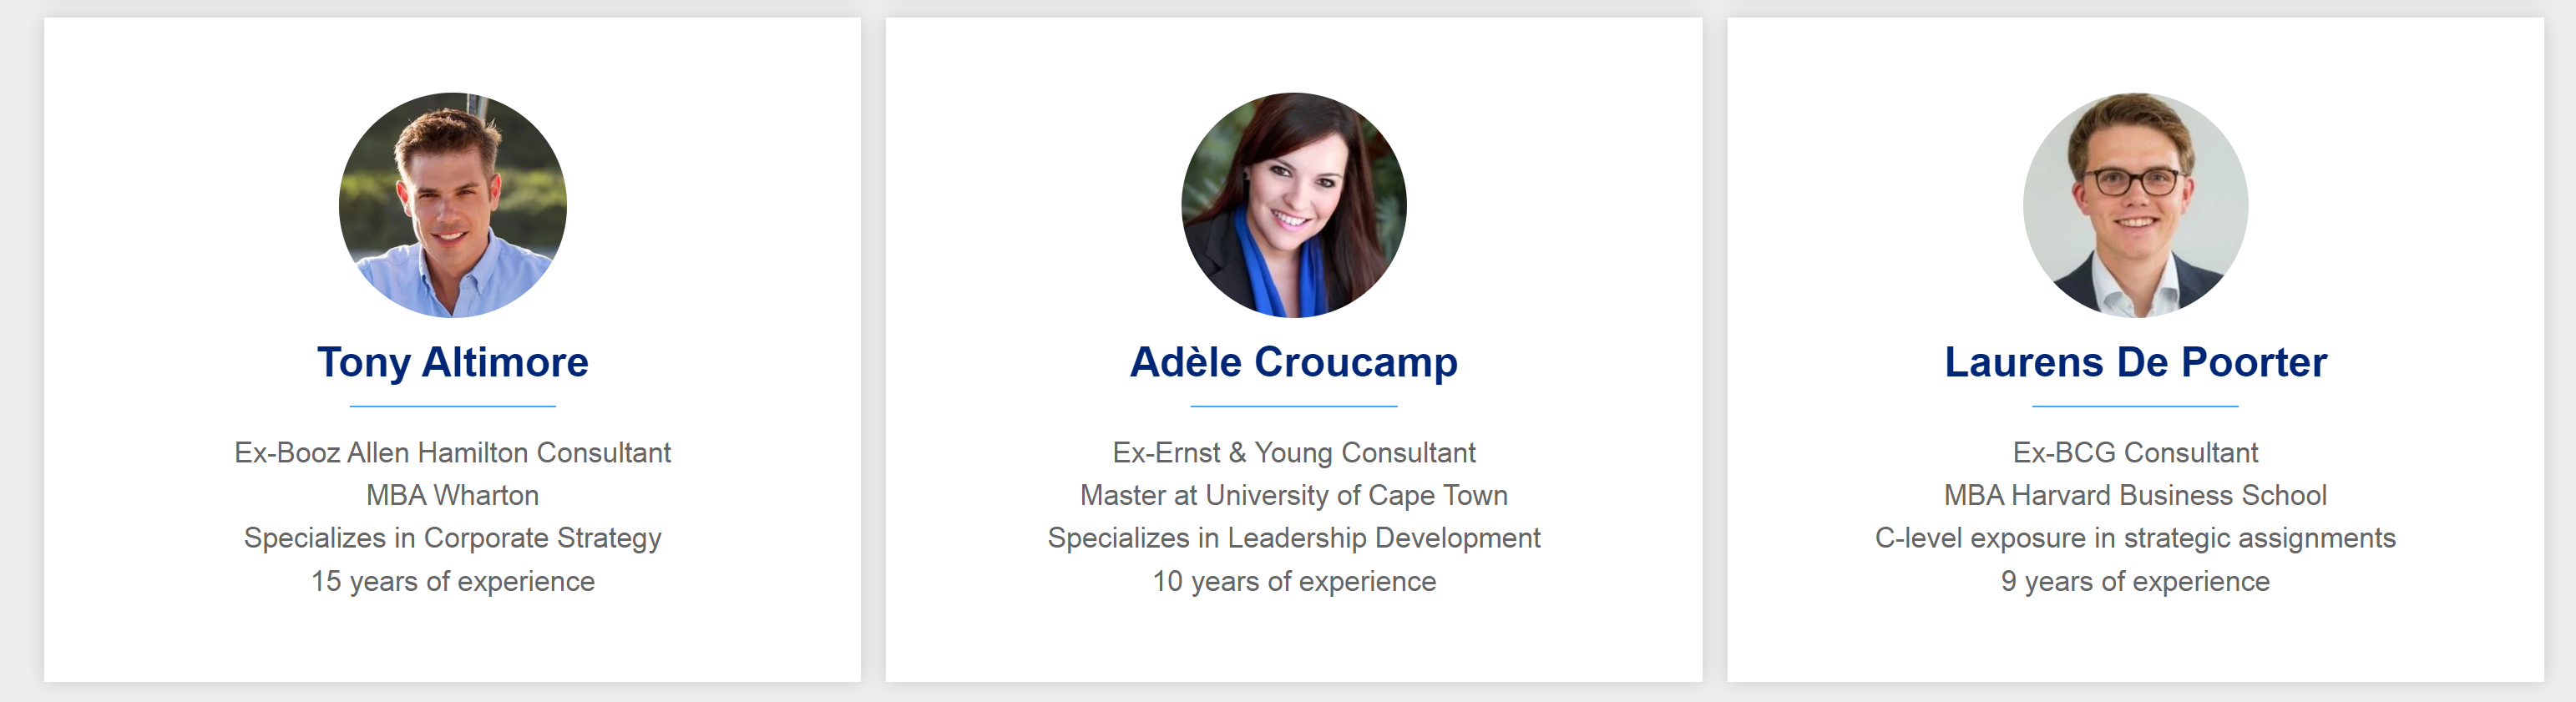 Tony Altimore
Ex-Booz Allen Hamilton Consultant
MBA Wharton
Specializes in Corporate Strategy
15 years of experience
Adèle Croucamp
Ex-Ernst & Young Consultant
Master at University of Cape Town
Specializes in Leadership Development
10 years of experience
Laurens De Poorter
Ex-BCG Consultant
MBA Harvard Business School
C-level exposure in strategic assignments
9 years of experience